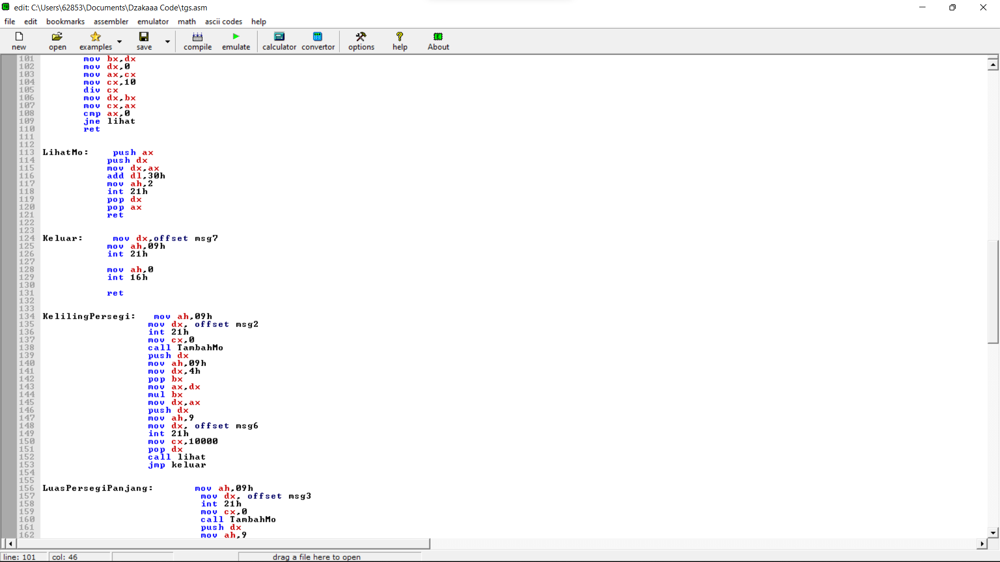 edit: C:\Users\62853\Documents\Dzakaaa Code\tgs.asm
file edit bookmarks assembler emulator math ascii codes help
new open examples save compile emulate calculator convertor options help About
101 mov bx,dx
102 mov dx,0
103 mov ax,cx
104 mov cx,10
105 div cx
106 mov dx,bx
107 mov cx,ax
108 cmp ax,0
109 jne lihat
110 ret
111
112
113 LihatMo: push ax
114 push dx
115 mov dx,ax
116 add dl,30h
117 mov ah,2
118 int 21h
119 pop dx
120 pop ax
121 ret
122
123
124 Keluar: mov dx,offset msg7
125 mov ah,09h
126 int 21h
127
128 mov ah,0
129 int 16h
130
131 ret
132
133
134 KelilingPersegi: mov ah,09h
135 mov dx, offset msg2
136 int 21h
137 mov cx,0
138 call TambahMo
139 push dx
140 mov ah,09h
141 mov dx,4h
142 pop bx
143 mov ax,dx
144 mul bx
145 mov dx,ax
146 push dx
147 mov ah,9
148 mov dx, offset msg6
149 int 21h
150 mov cx,10000
151 pop dx
152 call lihat
153 jmp keluar
154
155
156 LuasPersegiPanjang: mov ah,09h
157 mov dx, offset msg3
158 int 21h
159 mov cx,0
160 call TambahMo
161 push dx
162 mov ah,9
line: 101 col: 46 drag a file here to open